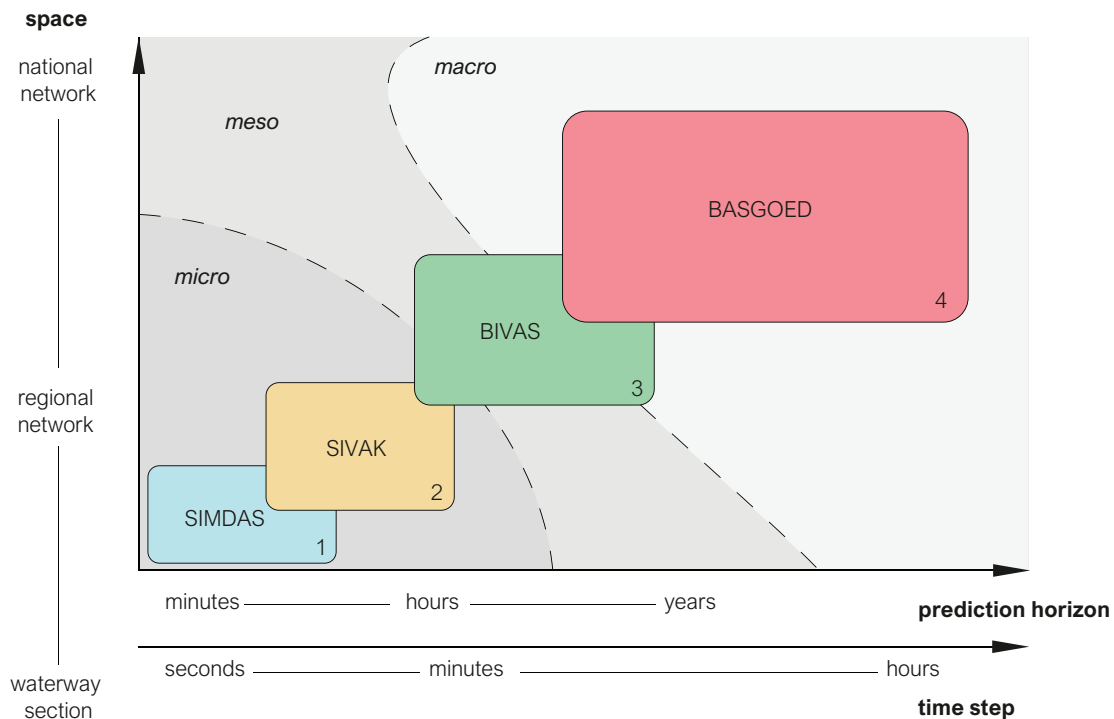 space
national
network
macro
meso
BASGOED
micro
4
BIVAS
3
regional
network
SIVAK
2
SIMDAS
1
minutes
hours
years
prediction horizon
seconds
minutes
hours
waterway
section
time step